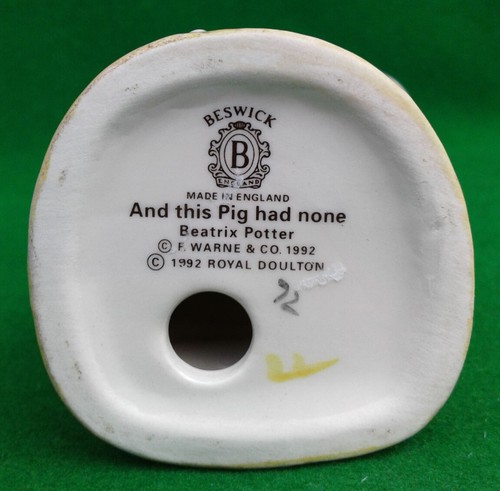 BESWICK
B
ENGLAND
MADE IN ENGLAND
And this Pig had none
Beatrix Potter
© F. WARNE & CO. 1992
© 1992 ROYAL DOULTON